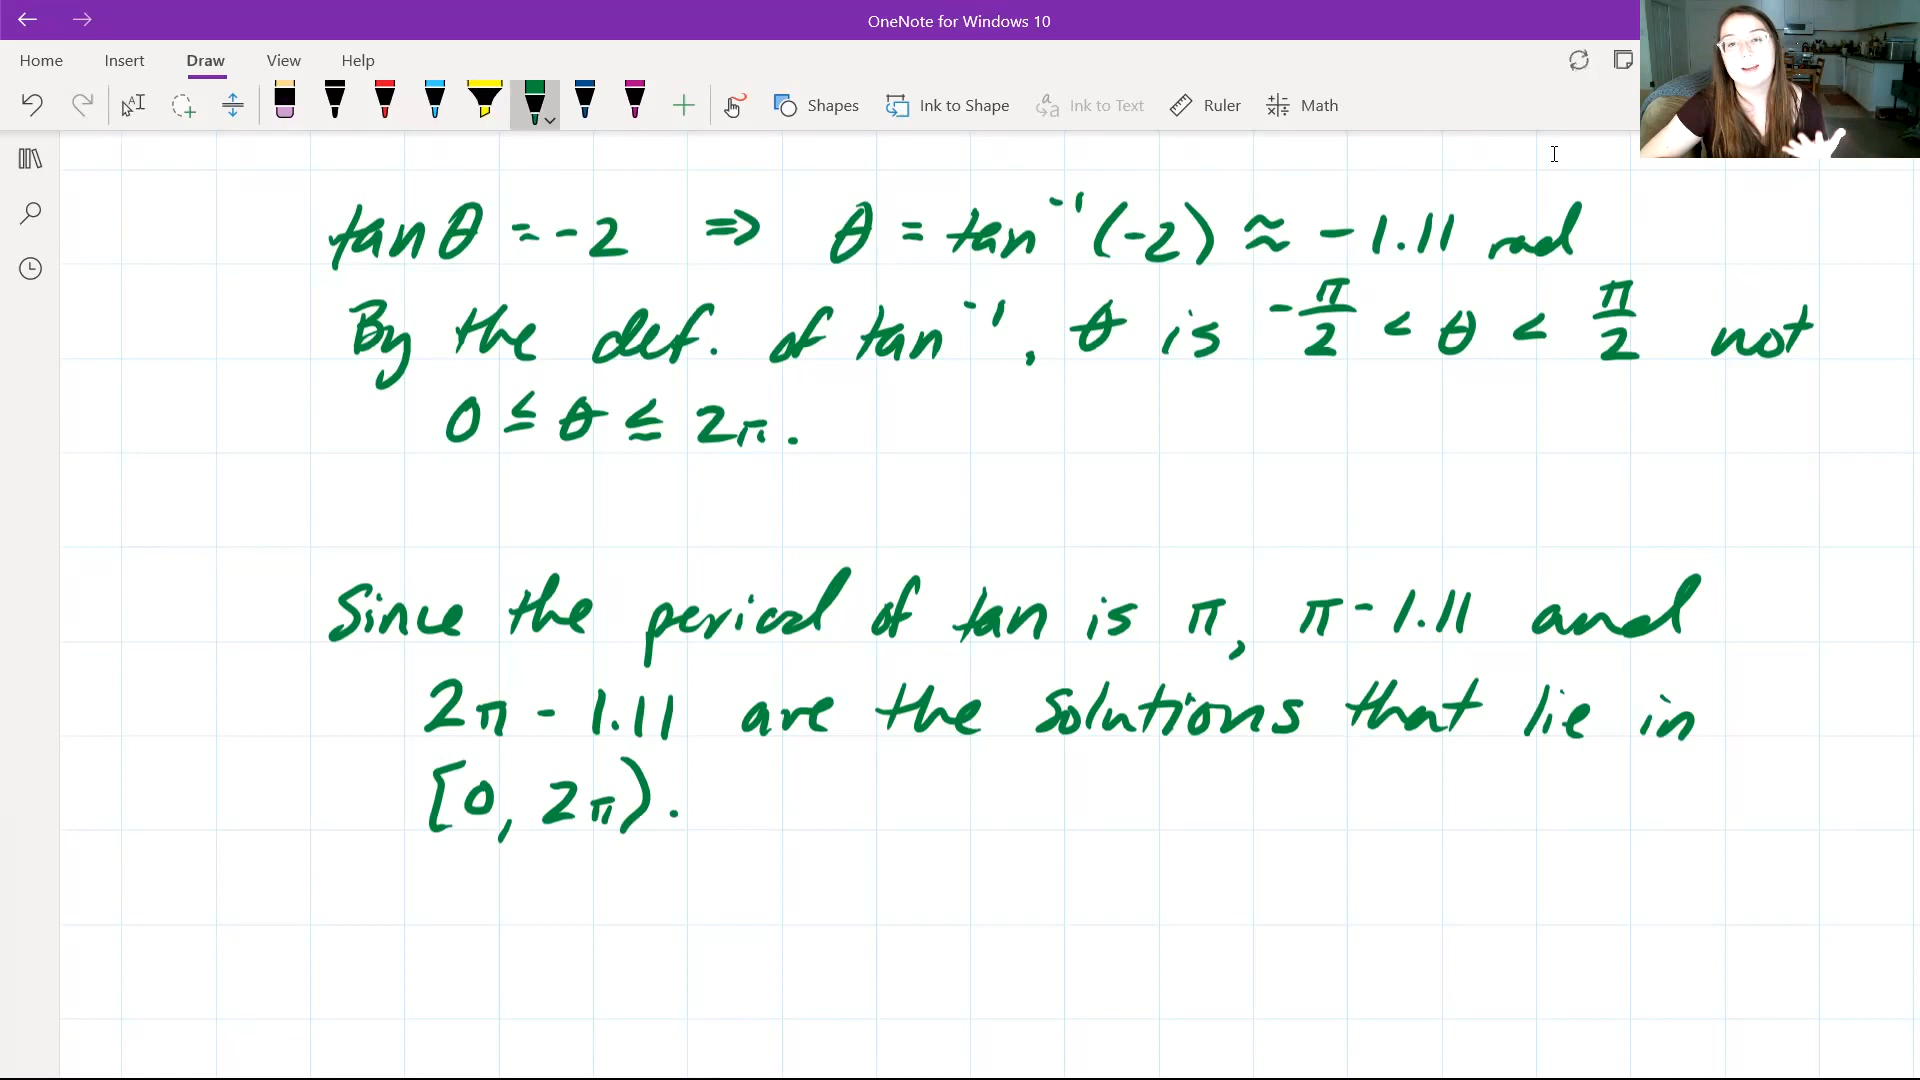 OneNote for Windows 10
Home Insert Draw View Help
Shapes Ink to Shape Ink to Text Ruler Math
tan θ = -2 ⇒ θ = tan⁻¹(-2) ≈ -1.11 rad
By the def. of tan⁻¹, θ is -π/2 < θ < π/2 not
0 ≤ θ ≤ 2π.
Since the period of tan is π, π - 1.11 and
2π - 1.11 are the solutions that lie in
[0, 2π).